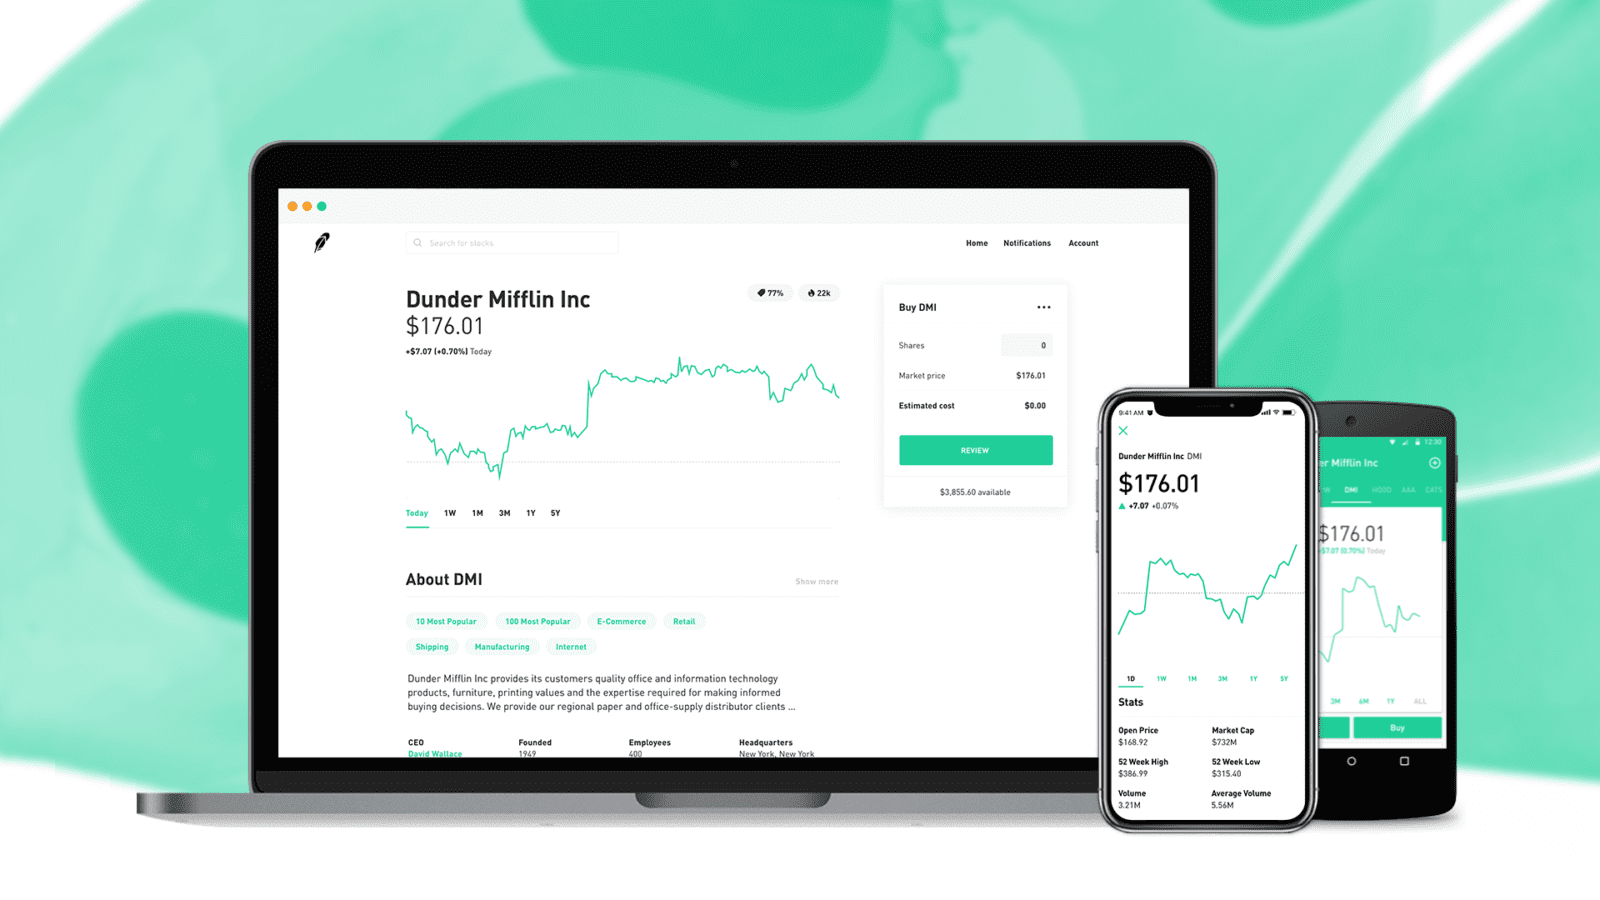 Search for stocks
Home Notifications Account
Dunder Mifflin Inc
$176.01
+$7.07 (+0.70%) Today
77% 22k
Today 1W 1M 3M 1Y 5Y
Buy DMI
Shares 0
Market price $176.01
Estimated cost $0.00
REVIEW
$3,855.60 available
About DMI Show more
10 Most Popular 100 Most Popular E-Commerce Retail
Shipping Manufacturing Internet
Dunder Mifflin Inc provides its customers quality office and information technology
products, furniture, printing values and the expertise required for making informed
buying decisions. We provide our regional paper and office-supply distributor clients ...
CEO Founded Employees Headquarters
David Wallace 1949 400 New York, New York
9:41 AM
Dunder Mifflin Inc DMI
$176.01
+7.07 +0.07%
1D 1W 1M 3M 1Y 5Y
Stats
Open Price Market Cap
$168.92 $732M
52 Week High 52 Week Low
$386.99 $315.40
Volume Average Volume
3.21M 5.56M
12:30
er Mifflin Inc
W DMI HOOD AAA CATS
$176.01
+$7.07 (0.70%) Today
3M 6M 1Y ALL
Buy